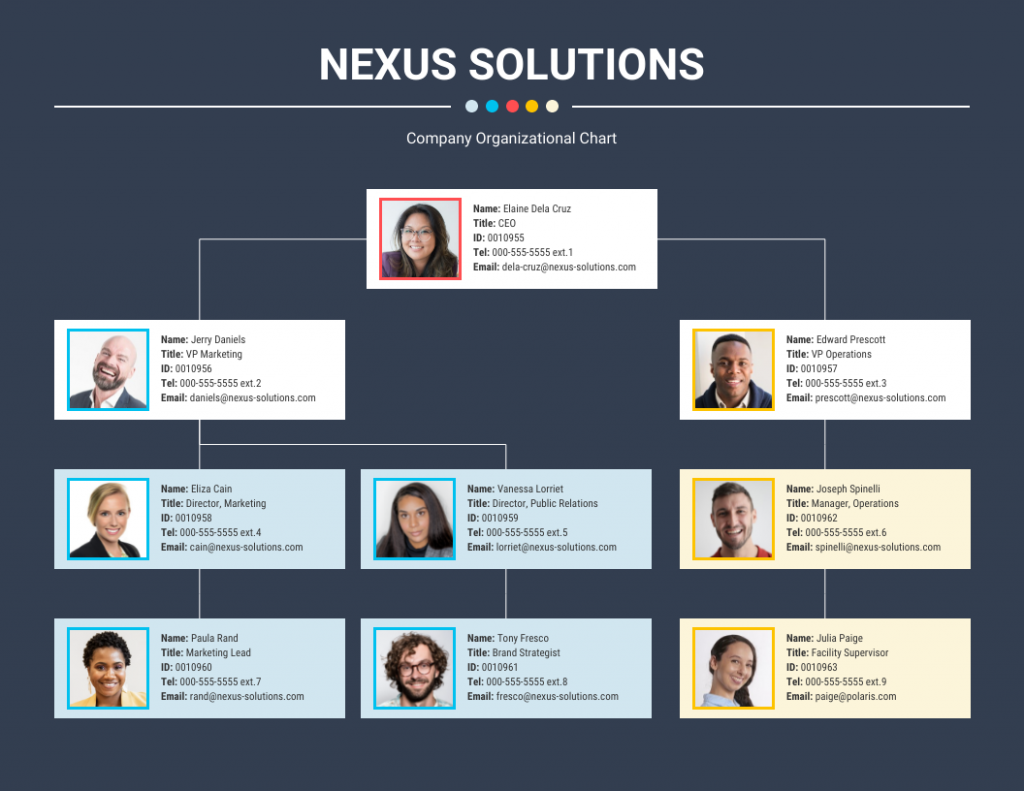 NEXUS SOLUTIONS
Company Organizational Chart
Name: Elaine Dela Cruz
Title: CEO
ID: 0010955
Tel: 000-555-5555 ext.1
Email: dela-cruz@nexus-solutions.com
Name: Jerry Daniels
Title: VP Marketing
ID: 0010956
Tel: 000-555-5555 ext.2
Email: daniels@nexus-solutions.com
Name: Edward Prescott
Title: VP Operations
ID: 0010957
Tel: 000-555-5555 ext.3
Email: prescott@nexus-solutions.com
Name: Eliza Cain
Title: Director, Marketing
ID: 0010958
Tel: 000-555-5555 ext.4
Email: cain@nexus-solutions.com
Name: Vanessa Lorriet
Title: Director, Public Relations
ID: 0010959
Tel: 000-555-5555 ext.5
Email: lorriet@nexus-solutions.com
Name: Joseph Spinelli
Title: Manager, Operations
ID: 0010962
Tel: 000-555-5555 ext.6
Email: spinelli@nexus-solutions.com
Name: Paula Rand
Title: Marketing Lead
ID: 0010960
Tel: 000-555-5555 ext.7
Email: rand@nexus-solutions.com
Name: Tony Fresco
Title: Brand Strategist
ID: 0010961
Tel: 000-555-5555 ext.8
Email: fresco@nexus-solutions.com
Name: Julia Paige
Title: Facility Supervisor
ID: 0010963
Tel: 000-555-5555 ext.9
Email: paige@polaris.com